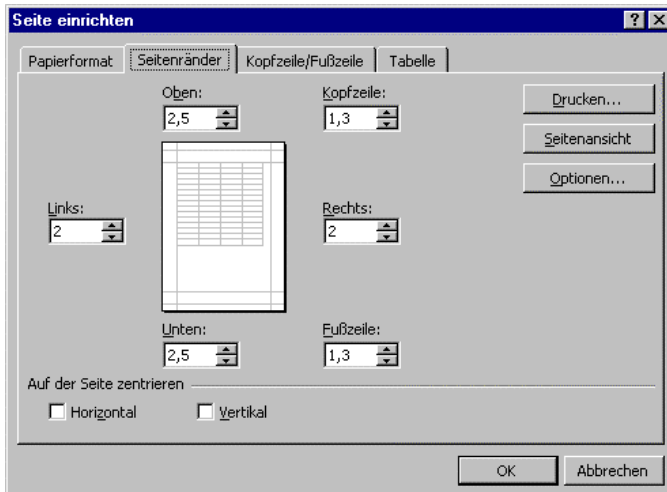 Seite einrichten
Papierformat Seitenränder Kopfzeile/Fußzeile Tabelle
Oben: Kopfzeile:
2,5 1,3
Drucken...
Seitenansicht
Optionen...
Links: Rechts:
2 2
Unten: Fußzeile:
2,5 1,3
Auf der Seite zentrieren
Horizontal Vertikal
OK Abbrechen